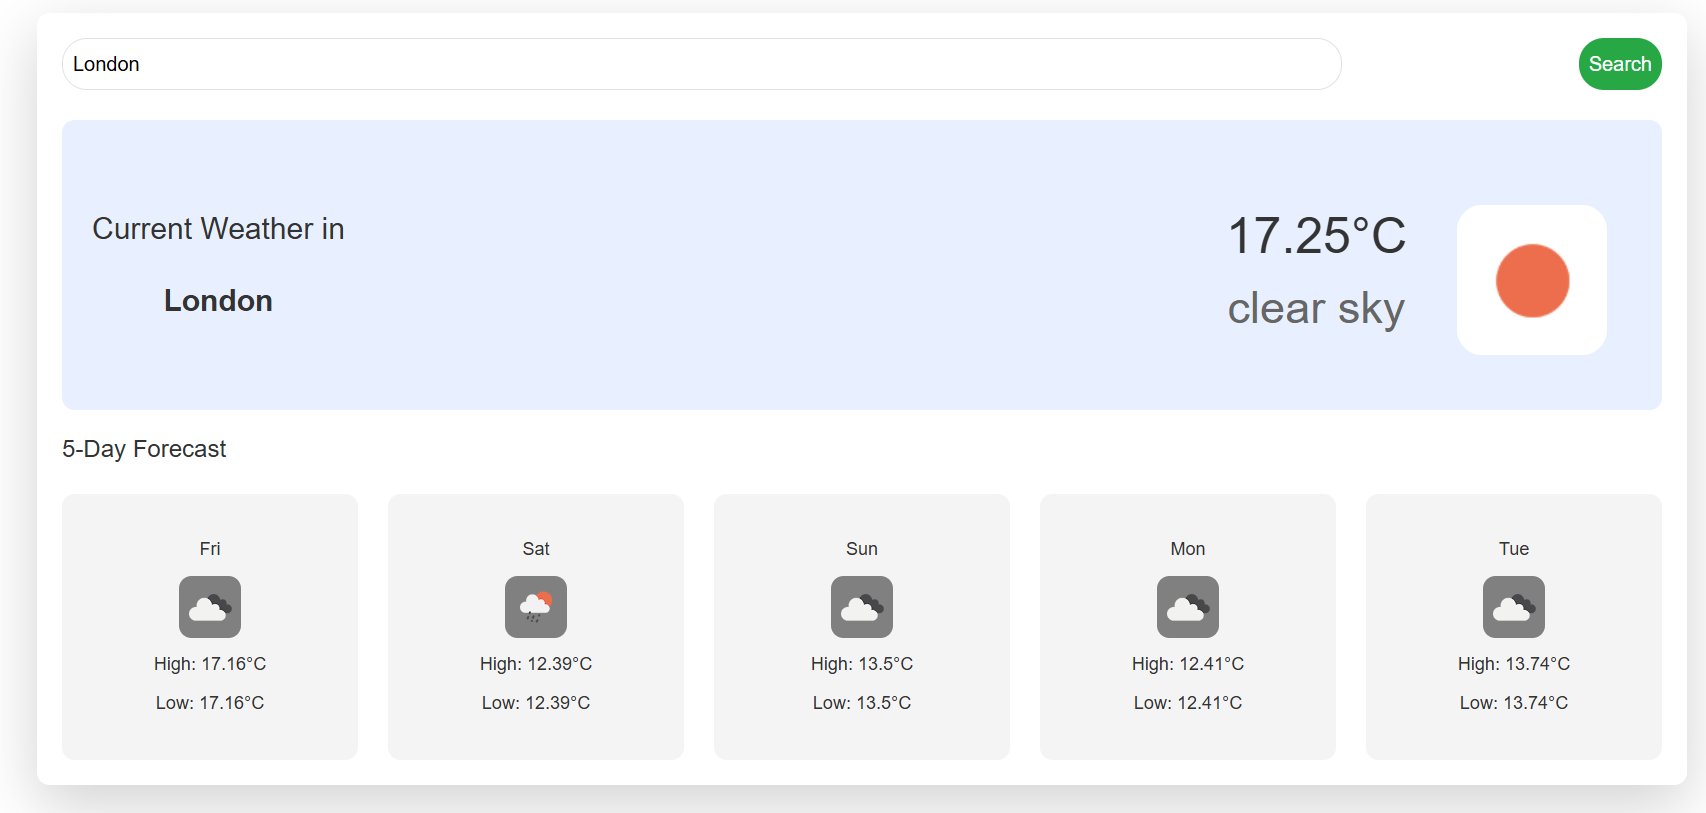 London
Search
Current Weather in
London
17.25°C
clear sky
5-Day Forecast
Fri
High: 17.16°C
Low: 17.16°C
Sat
High: 12.39°C
Low: 12.39°C
Sun
High: 13.5°C
Low: 13.5°C
Mon
High: 12.41°C
Low: 12.41°C
Tue
High: 13.74°C
Low: 13.74°C